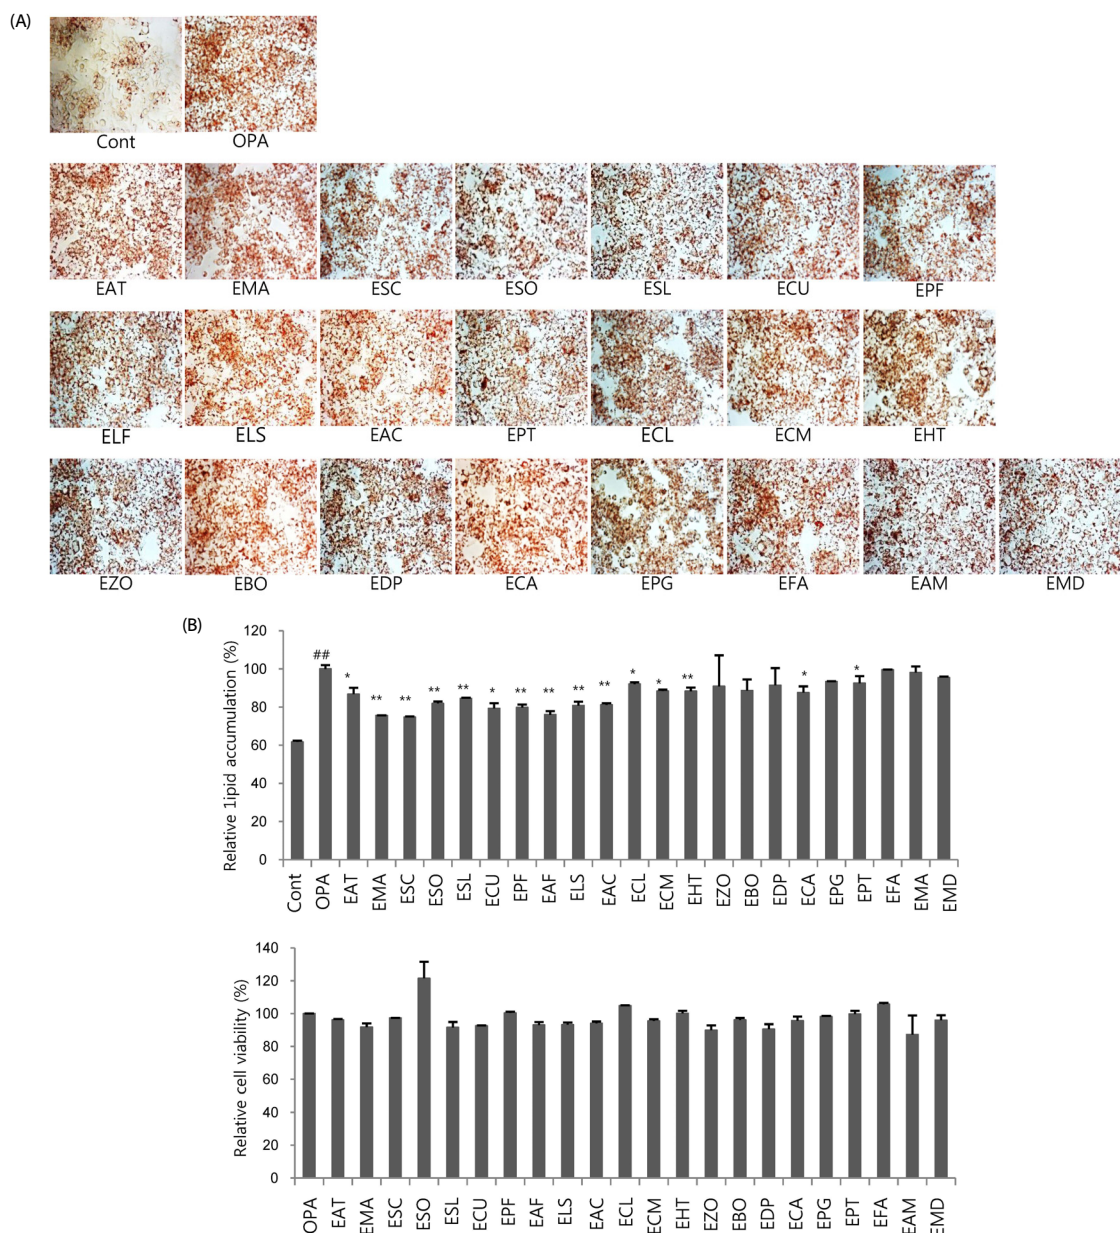 (A)
Cont OPA
EAT EMA ESC ESO ESL ECU EPF
ELF ELS EAC EPT ECL ECM EHT
EZO EBO EDP ECA EPG EFA EAM EMD
(B)
Relative lipid accumulation (%)
120
100
80
60
40
20
0
## * ** ** ** ** * ** ** ** ** * * ** * *
Cont OPA EAT EMA ESC ESO ESL ECU EPF EAF ELS EAC ECL ECM EHT EZO EBO EDP ECA EPG EPT EFA EMA EMD
Relative cell viability (%)
140
120
100
80
60
40
20
0
OPA EAT EMA ESC ESO ESL ECU EPF EAF ELS EAC ECL ECM EHT EZO EBO EDP ECA EPG EPT EFA EAM EMD